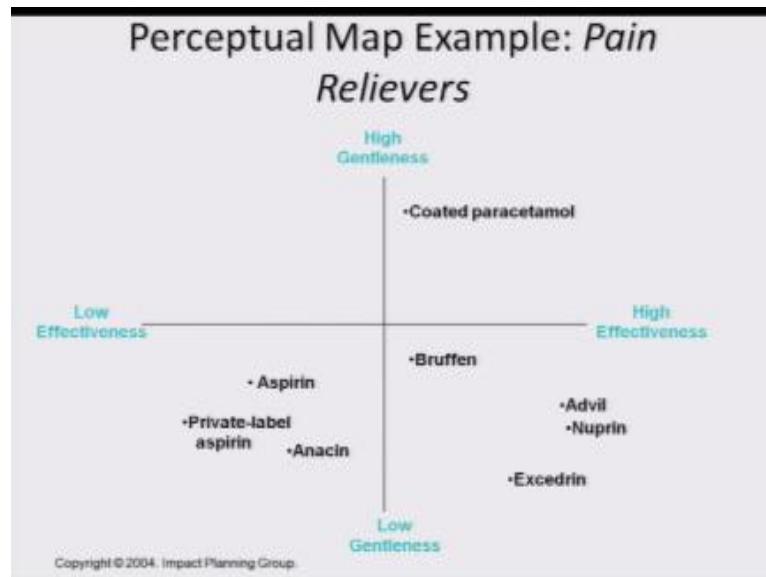 Perceptual Map Example: Pain
Relievers
High
Gentleness
•Coated paracetamol
Low
Effectiveness
High
Effectiveness
•Bruffen
• Aspirin
•Advil
•Private-label
aspirin
•Nuprin
•Anacin
•Excedrin
Low
Gentleness
Copyright © 2004. Impact Planning Group.